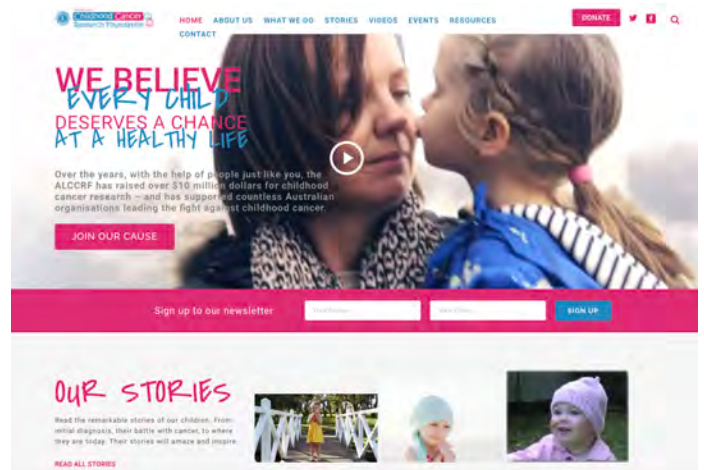 Childhood Cancer
Research Foundation
HOME ABOUT US WHAT WE DO STORIES VIDEOS EVENTS RESOURCES
CONTACT
DONATE
WE BELIEVE
EVERY CHILD
DESERVES A CHANCE
AT A HEALTHY LIFE
Over the years, with the help of people just like you, the
ALCCRF has raised over $10 million dollars for childhood
cancer research – and has supported countless Australian
organisations leading the fight against childhood cancer.
JOIN OUR CAUSE
Sign up to our newsletter
SIGN UP
OUR STORIES
Read the remarkable stories of our children. From
initial diagnosis, their battle with cancer, to where
they are today. Their stories will amaze and inspire.
READ ALL STORIES